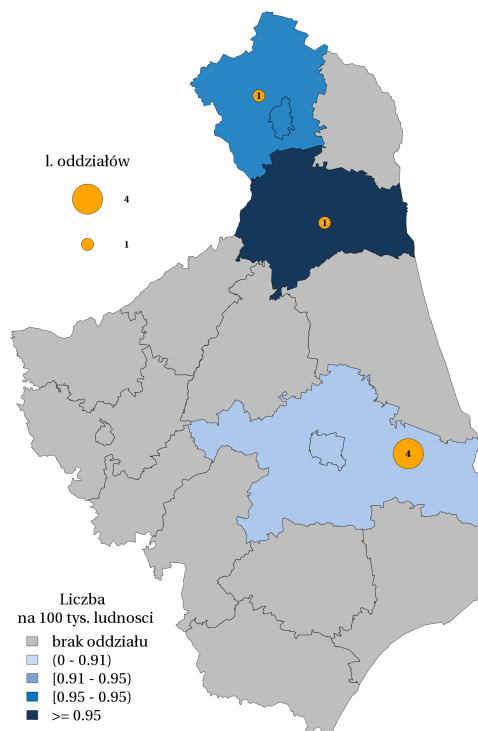 1
l. oddziałów
4
1
1
4
Liczba
na 100 tys. ludnosci
brak oddziału
(0 - 0.91)
[0.91 - 0.95)
[0.95 - 0.95)
>= 0.95